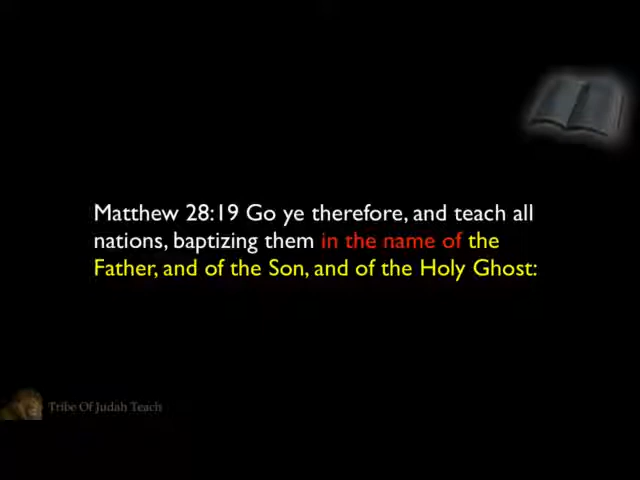 Matthew 28:19 Go ye therefore, and teach all
nations, baptizing them in the name of the
Father, and of the Son, and of the Holy Ghost:
Tribe Of Judah Teach